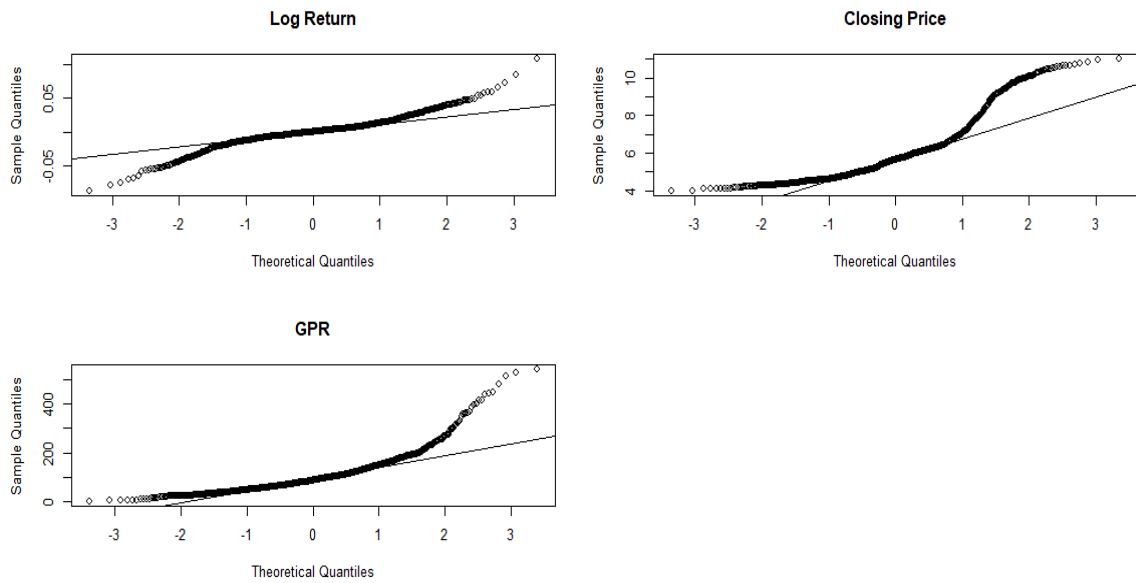 Log Return
Sample Quantiles
0.05
-0.05
-3 -2 -1 0 1 2 3
Theoretical Quantiles
Closing Price
Sample Quantiles
10
8
6
4
-3 -2 -1 0 1 2 3
Theoretical Quantiles
GPR
Sample Quantiles
400
200
0
-3 -2 -1 0 1 2 3
Theoretical Quantiles